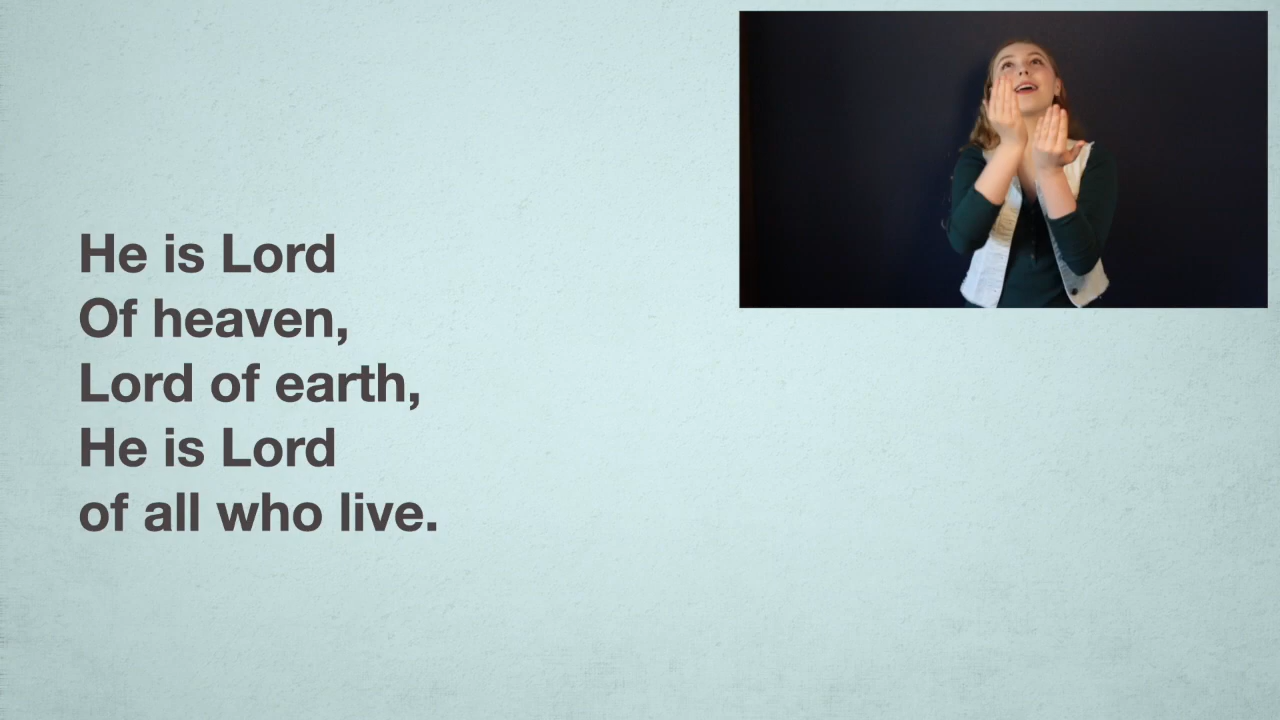 He is Lord
Of heaven,
Lord of earth,
He is Lord
of all who live.